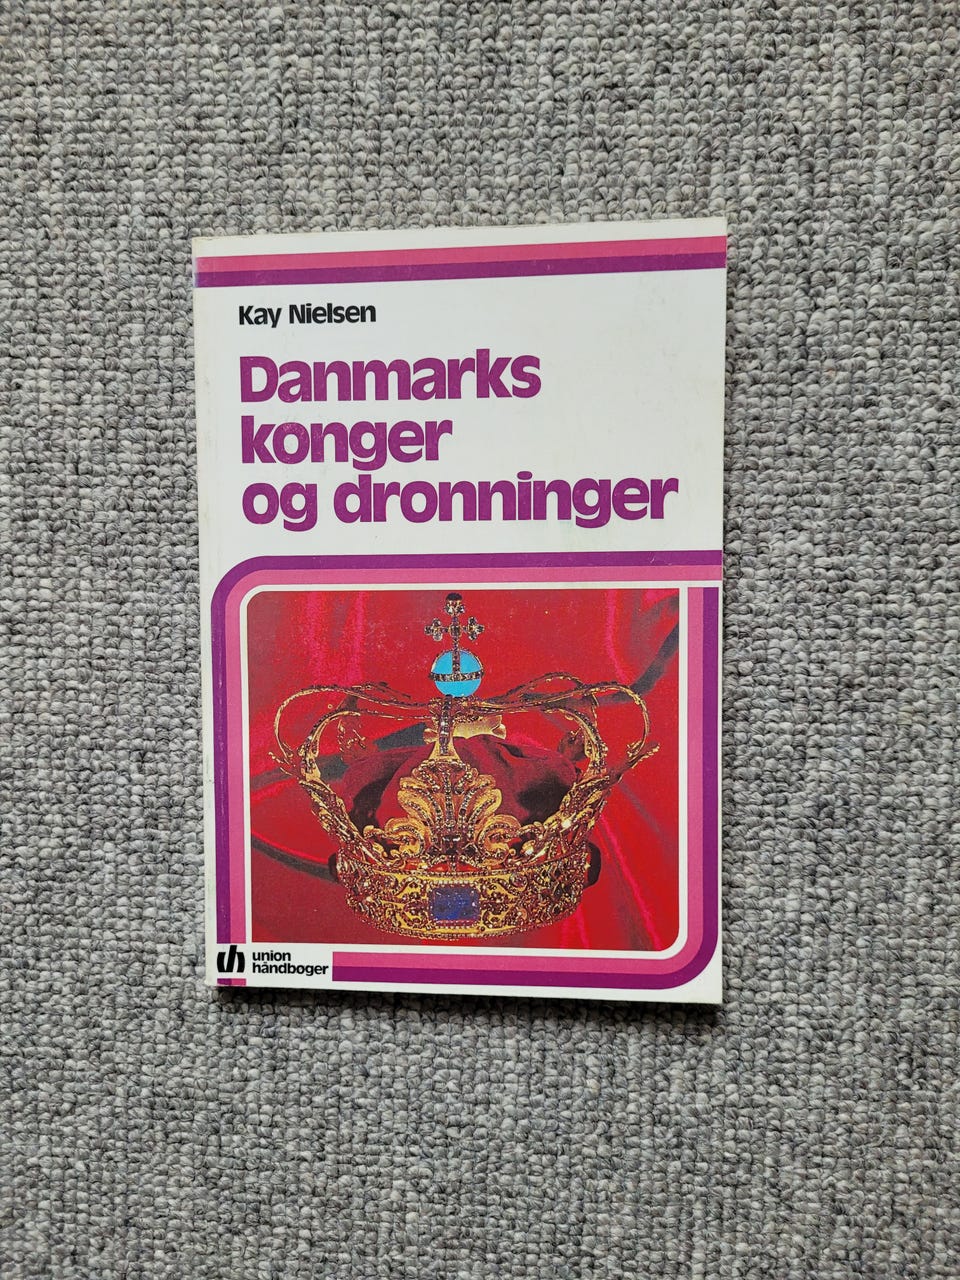 Kay Nielsen
Danmarks
konger
og dronninger
uh
union
håndbøger